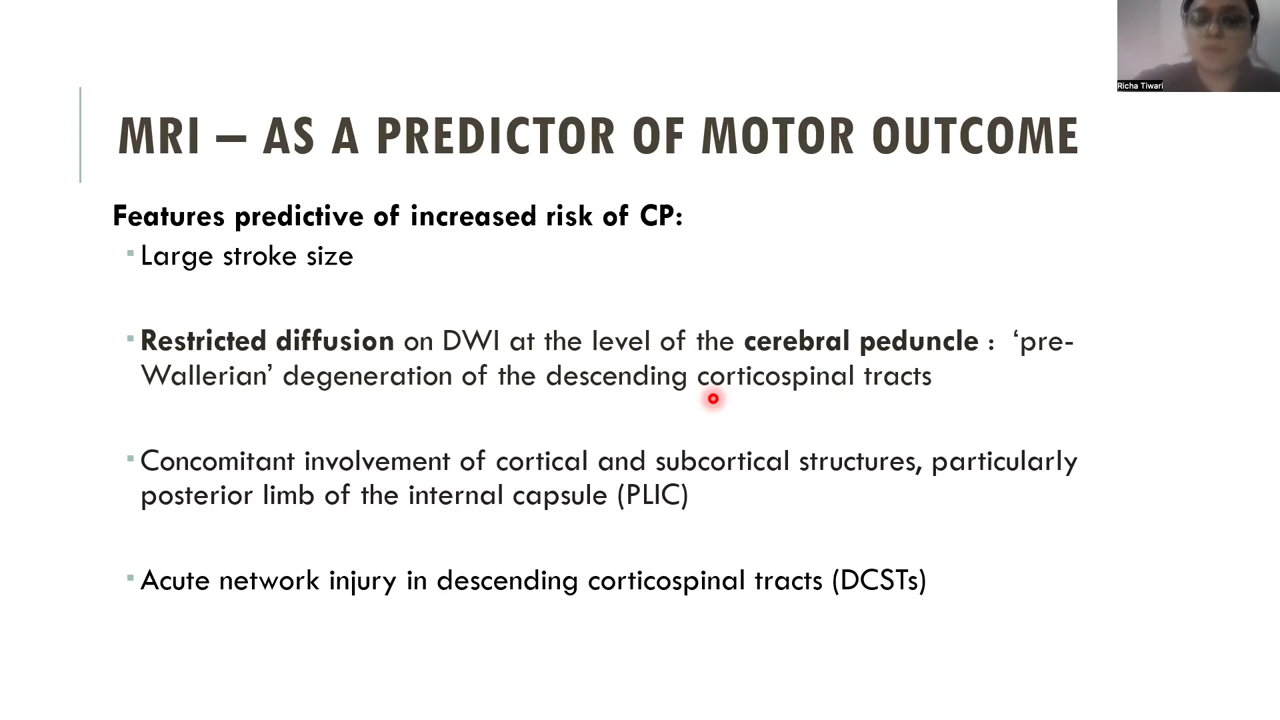 Richa Tiwari
MRI – AS A PREDICTOR OF MOTOR OUTCOME
Features predictive of increased risk of CP:
Large stroke size
Restricted diffusion on DWI at the level of the cerebral peduncle : ‘pre-
Wallerian’ degeneration of the descending corticospinal tracts
Concomitant involvement of cortical and subcortical structures, particularly
posterior limb of the internal capsule (PLIC)
Acute network injury in descending corticospinal tracts (DCSTs)